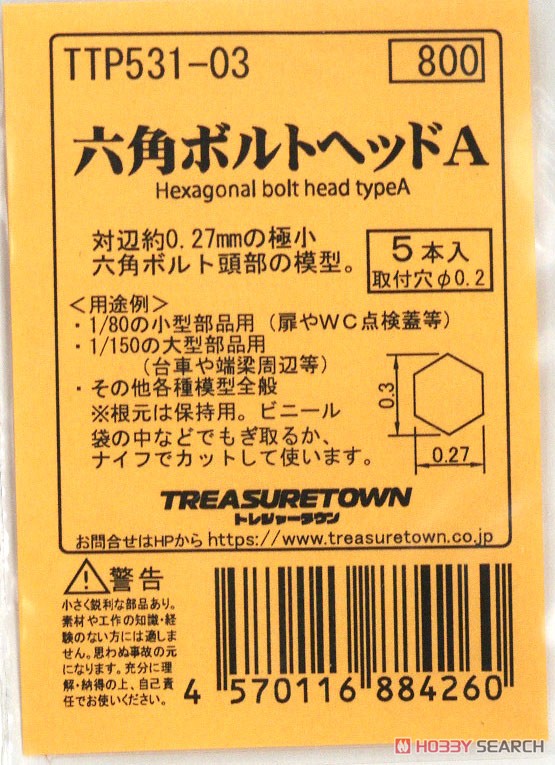 TTP531-03
800
六角ボルトヘッドA
Hexagonal bolt head typeA
対辺約0.27mmの極小
六角ボルト頭部の模型。
5本入
取付穴φ0.2
＜用途例＞
・1/80の小型部品用（扉やWC点検蓋等）
・1/150の大型部品用
（台車や端梁周辺等）
・その他各種模型全般
※根元は保持用。ビニール
袋の中などでもぎ取るか、
ナイフでカットして使います。
0.3
0.27
TREASURETOWN
トレジャータウン
お問合せはHPから https://www.treasuretown.co.jp
警告
小さく鋭利な部品あり。
素材や工作の知識・経
験のない方には適しま
せん。思わぬ事故の元
になります。充分に理
解・納得の上、自己責任
でお使いください。
4 570116 884260
HOBBY SEARCH